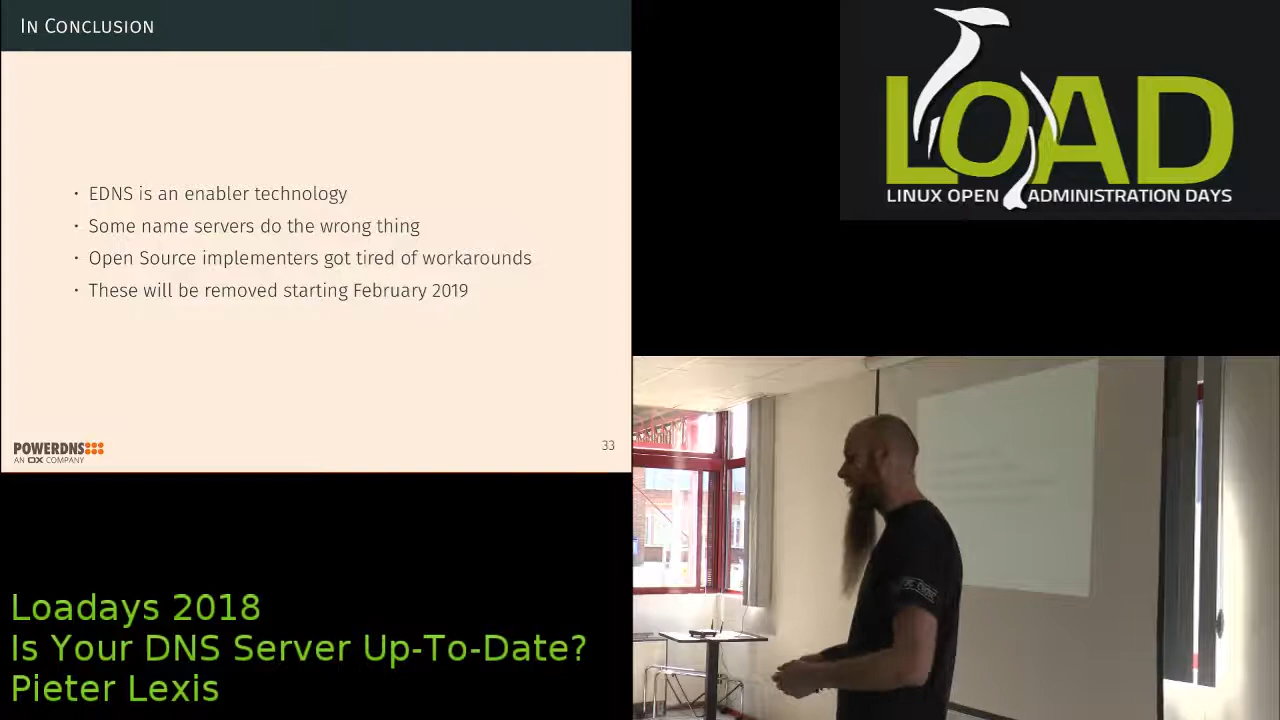 In Conclusion
· EDNS is an enabler technology
· Some name servers do the wrong thing
· Open Source implementers got tired of workarounds
· These will be removed starting February 2019
POWERDNS
AN OX COMPANY
33
LOAD
LINUX OPEN ADMINISTRATION DAYS
Loadays 2018
Is Your DNS Server Up-To-Date?
Pieter Lexis